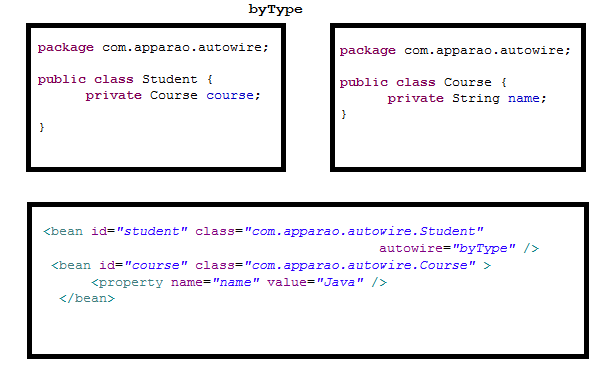 byType
package com.apparao.autowire;
public class Student {
private Course course;
}
package com.apparao.autowire;
public class Course {
private String name;
}
<bean id="student" class="com.apparao.autowire.Student"
autowire="byType" />
<bean id="course" class="com.apparao.autowire.Course" >
<property name="name" value="Java" />
</bean>